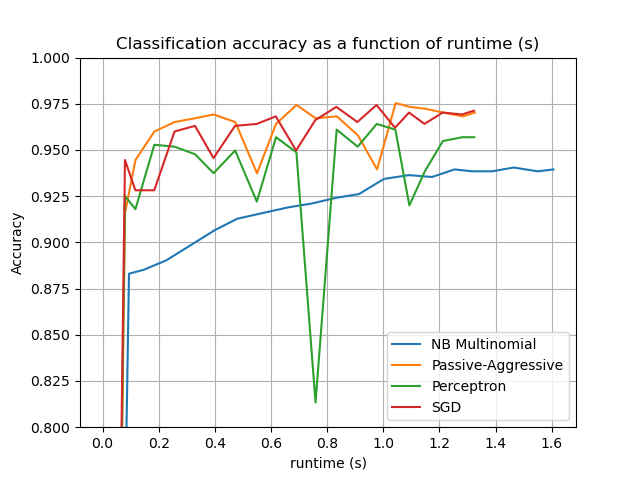 Classification accuracy as a function of runtime (s)
1.000
0.975
0.950
0.925
0.900
0.875
0.850
0.825
0.800
Accuracy
NB Multinomial
Passive-Aggressive
Perceptron
SGD
0.0 0.2 0.4 0.6 0.8 1.0 1.2 1.4 1.6
runtime (s)